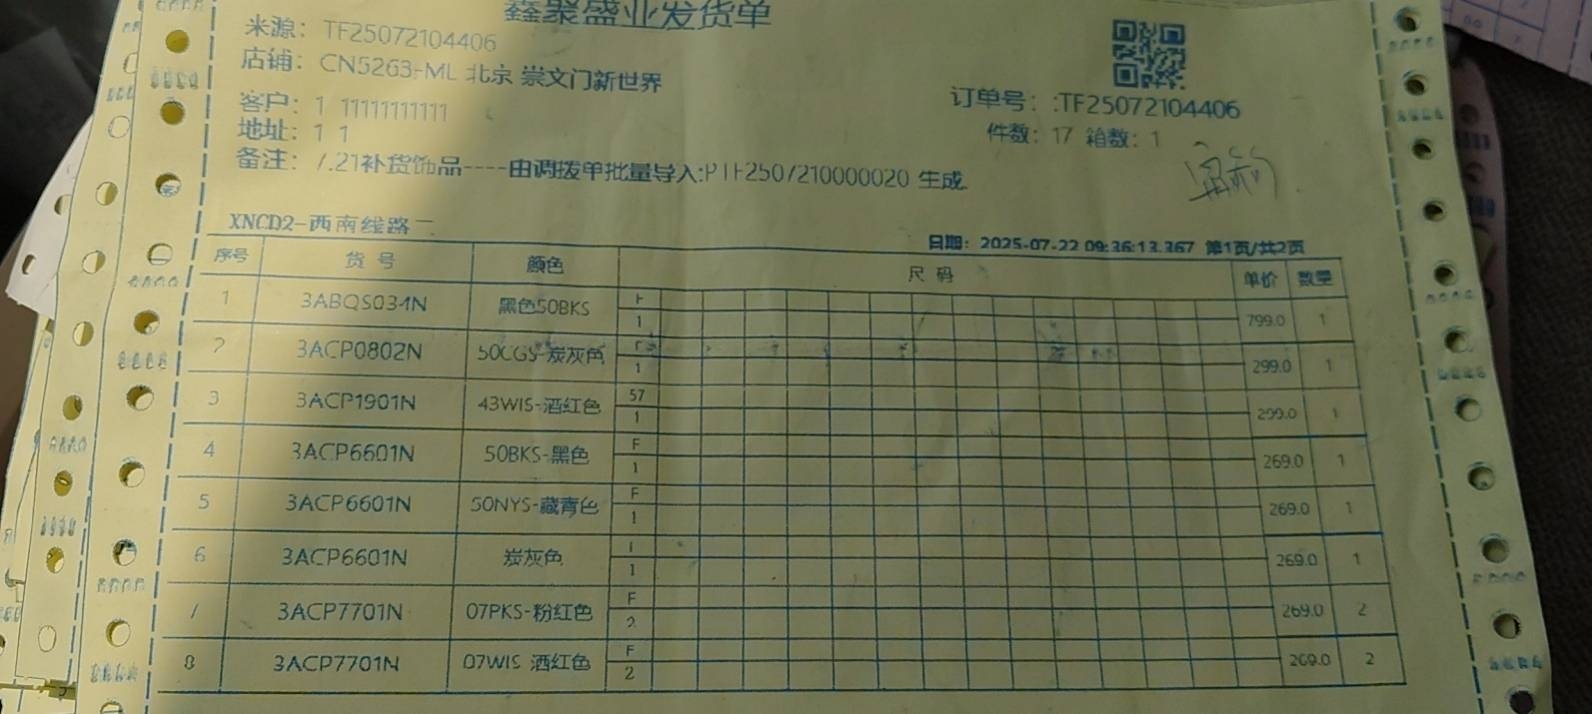 鑫聚盛业发货单
来源: TF25072104406
店铺: CN5263-ML 北京 崇文门新世界
客户: 1 11111111111
订单号: :TF25072104406
地址: 1 1
件数: 17 箱数: 1
备注: 7.21补货饰品----由调拨单批量导入:PTF2507210000020 生成
XNCD2-西南线路二
日期: 2025-07-22 09:36:13.367 第1页/共2页
序号 货号 颜色 尺码 单价 数量
1 3ABQS034N 黑色50BKS F 1 799.0 1
2 3ACP0802N 50CGS-炭灰色 F 1 299.0 1
3 3ACP1901N 43WIS-酒红色 57 1 299.0 1
4 3ACP6601N 50BKS-黑色 F 1 269.0 1
5 3ACP6601N 50NYS-藏青色 F 1 269.0 1
6 3ACP6601N 炭灰色 1 269.0 1
7 3ACP7701N 07PKS-粉红色 F 2 269.0 2
8 3ACP7701N 07WIS 酒红色 F 2 269.0 2